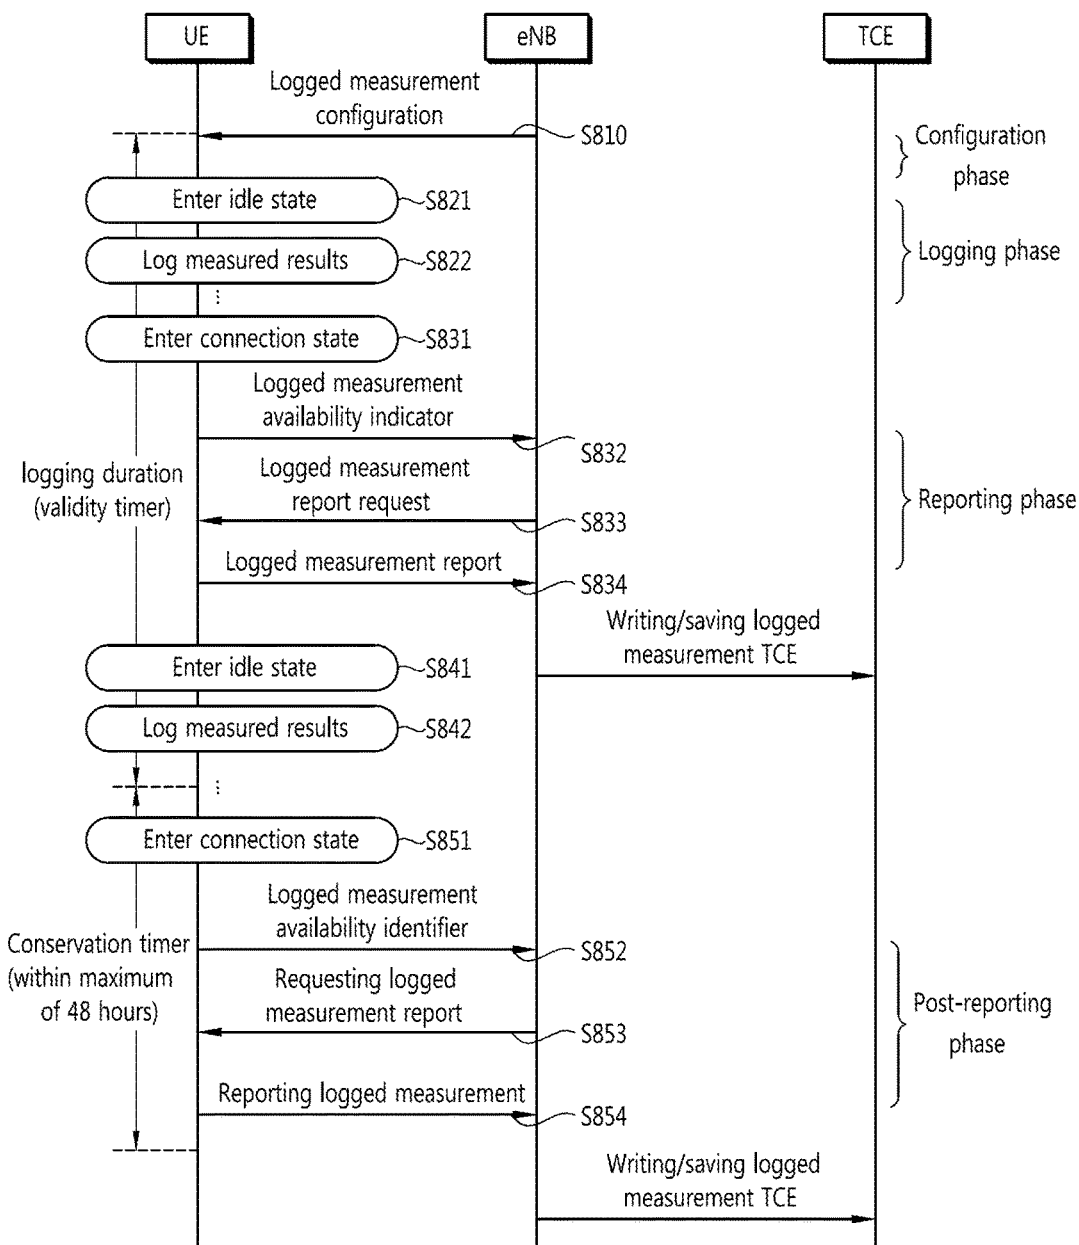 UE
eNB
TCE
Logged measurement
configuration
S810
Configuration
phase
Enter idle state
S821
Log measured results
S822
Logging phase
Enter connection state
S831
Logged measurement
availability indicator
S832
logging duration
(validity timer)
Logged measurement
report request
S833
Reporting phase
Logged measurement report
S834
Writing/saving logged
measurement TCE
Enter idle state
S841
Log measured results
S842
Enter connection state
S851
Logged measurement
availability identifier
S852
Conservation timer
(within maximum
of 48 hours)
Requesting logged
measurement report
S853
Post-reporting
phase
Reporting logged measurement
S854
Writing/saving logged
measurement TCE